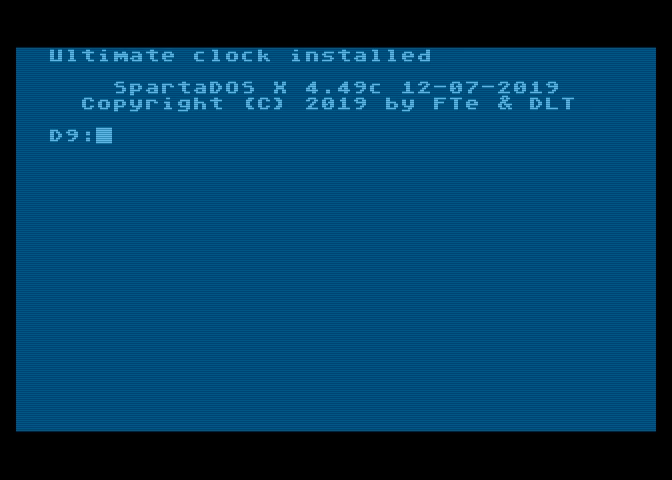 Ultimate clock installed
SpartaDOS X 4.49c 12-07-2019
Copyright (C) 2019 by FTe & DLT
D9: